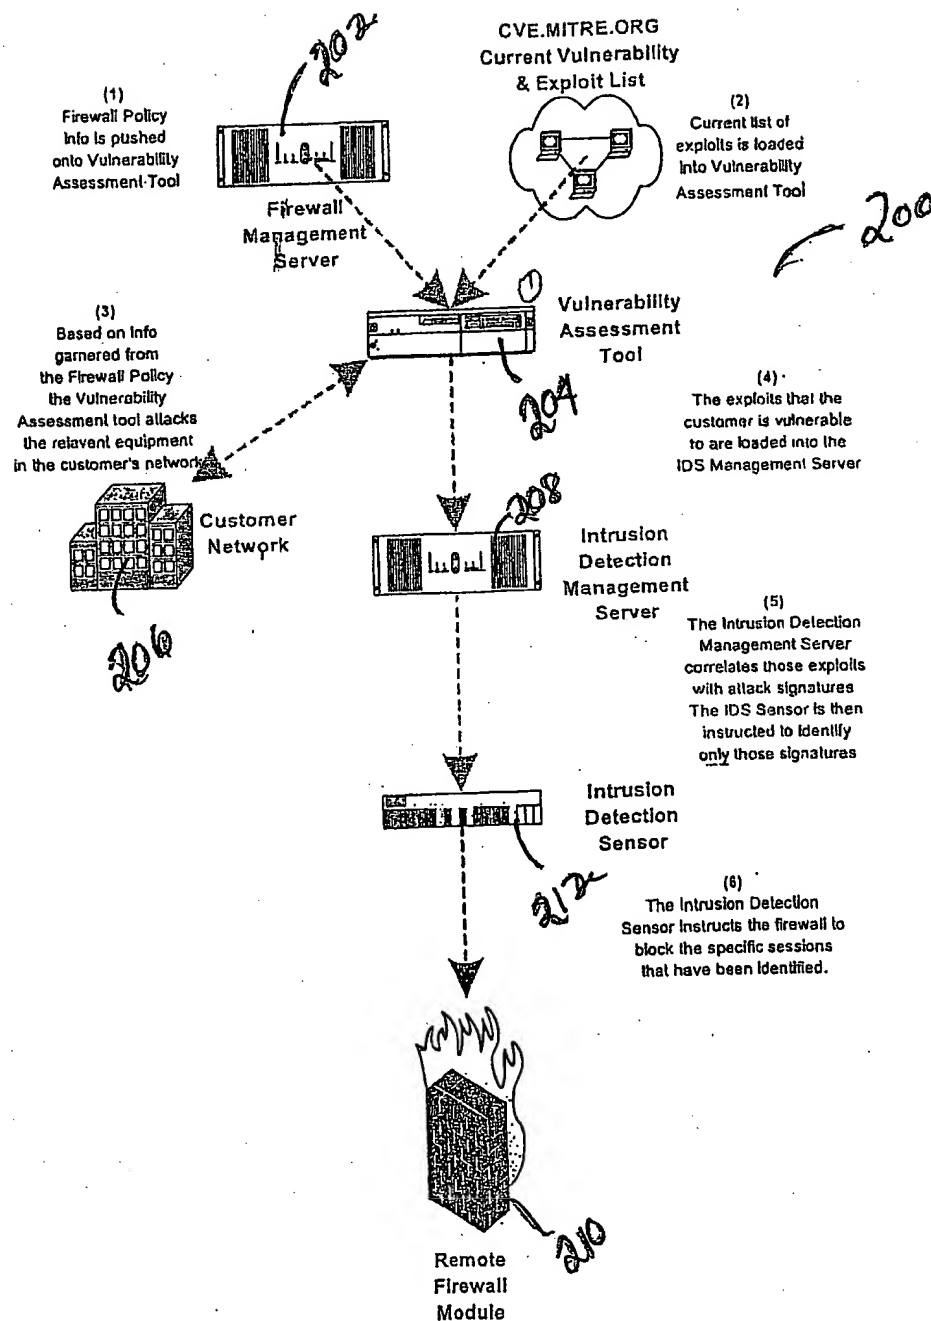 202
CVE.MITRE.ORG
Current Vulnerability
& Exploit List
(1)
Firewall Policy
Info is pushed
onto Vulnerability
Assessment Tool
(2)
Current list of
exploits is loaded
into Vulnerability
Assessment Tool
Firewall
Management
Server
200
1
Vulnerability
Assessment
Tool
(3)
Based on Info
garnered from
the Firewall Policy
the Vulnerability
Assessment tool attacks
the relavent equipment
in the customer's network
204
(4)
The exploits that the
customer is vulnerable
to are loaded into the
IDS Management Server
208
Customer
Network
206
Intrusion
Detection
Management
Server
(5)
The Intrusion Detection
Management Server
correlates those exploits
with attack signatures
The IDS Sensor is then
instructed to Identify
only those signatures
Intrusion
Detection
Sensor
212
(6)
The Intrusion Detection
Sensor Instructs the firewall to
block the specific sessions
that have been Identified.
210
Remote
Firewall
Module